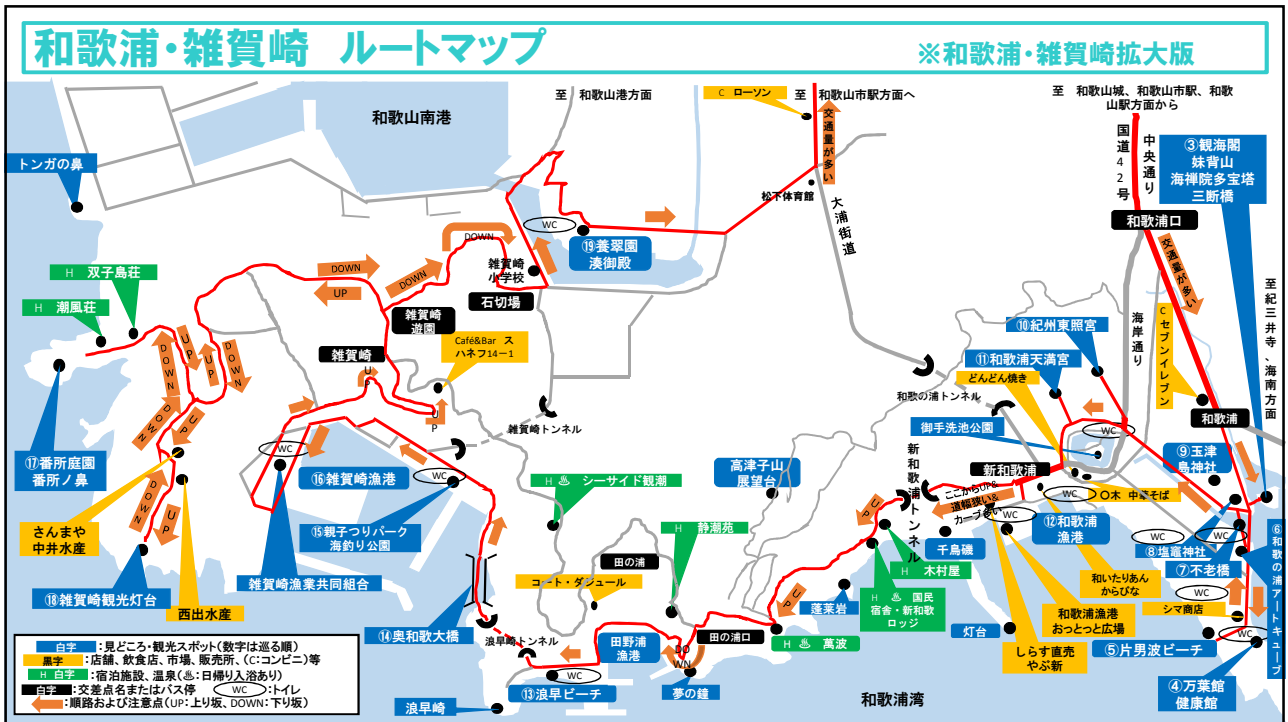 和歌浦・雑賀崎 ルートマップ
※和歌浦・雑賀崎拡大版
至 和歌山港方面
C ローソン
至 和歌山市駅方面へ
至 和歌山城、和歌山市駅、和歌
山駅方面から
和歌山南港
交通量が多い
国道42号
中央通り
③観海閣
妹背山
海禅院多宝塔
三断橋
トンガの鼻
松下体育館
大浦街道
和歌浦口
WC
⑲養翠園
湊御殿
DOWN
DOWN
DOWN
UP
雑賀崎
小学校
石切場
交通量が多い
至紀三井寺、海南方面
H 双子島荘
H 潮風荘
雑賀崎
遊園
雑賀崎
Café&Bar ス
ハネフ14－1
海岸通り
C セブンイレブン
⑩紀州東照宮
⑪和歌浦天満宮
どんどん焼き
和歌の浦トンネル
DOWN
UP
UP
DOWN
UP
UP
DOWN
UP
雑賀崎トンネル
御手洗池公園
WC
和歌浦
⑰番所庭園
番所ノ鼻
WC
⑯雑賀崎漁港
WC
H ♨ シーサイド観潮
高津子山
展望台
新和歌浦トンネル
新和歌浦
⑨玉津
島神社
ここからUP&
道幅狭い&
カーブ多い
WC
〇木 中華そば
DOWN
UP
UP
さんまや
中井水産
⑮親子つりパーク
海釣り公園
H 静潮苑
千鳥磯
⑫和歌浦
漁港
WC
WC
⑧塩竈神社
⑦不老橋
⑥和歌の浦アートキューブ
田の浦
H 木村屋
雑賀崎漁業共同組合
西出水産
⑱雑賀崎観光灯台
コート・ダジュール
DOWN
蓬莱岩
H ♨ 国民
宿舎・新和歌
ロッジ
和いたりあん
からびな
WC
シマ商店
和歌浦漁港
おっとっと広場
⑭奥和歌大橋
浪早崎トンネル
田野浦
漁港
田の浦口
DOWN
H ♨ 萬波
灯台
しらす直売
やぶ新
⑤片男波ビーチ
WC
④万葉館
健康館
WC
⑬浪早ビーチ
夢の鐘
浪早崎
和歌浦湾
白字:見どころ・観光スポット(数字は巡る順)
黒字:店舗、飲食店、市場、販売所、(C:コンビニ)等
H 白字:宿泊施設、温泉(♨:日帰り入浴あり)
白字:交差点名またはバス停 WC:トイレ
:順路および注意点(UP:上り坂、DOWN:下り坂)